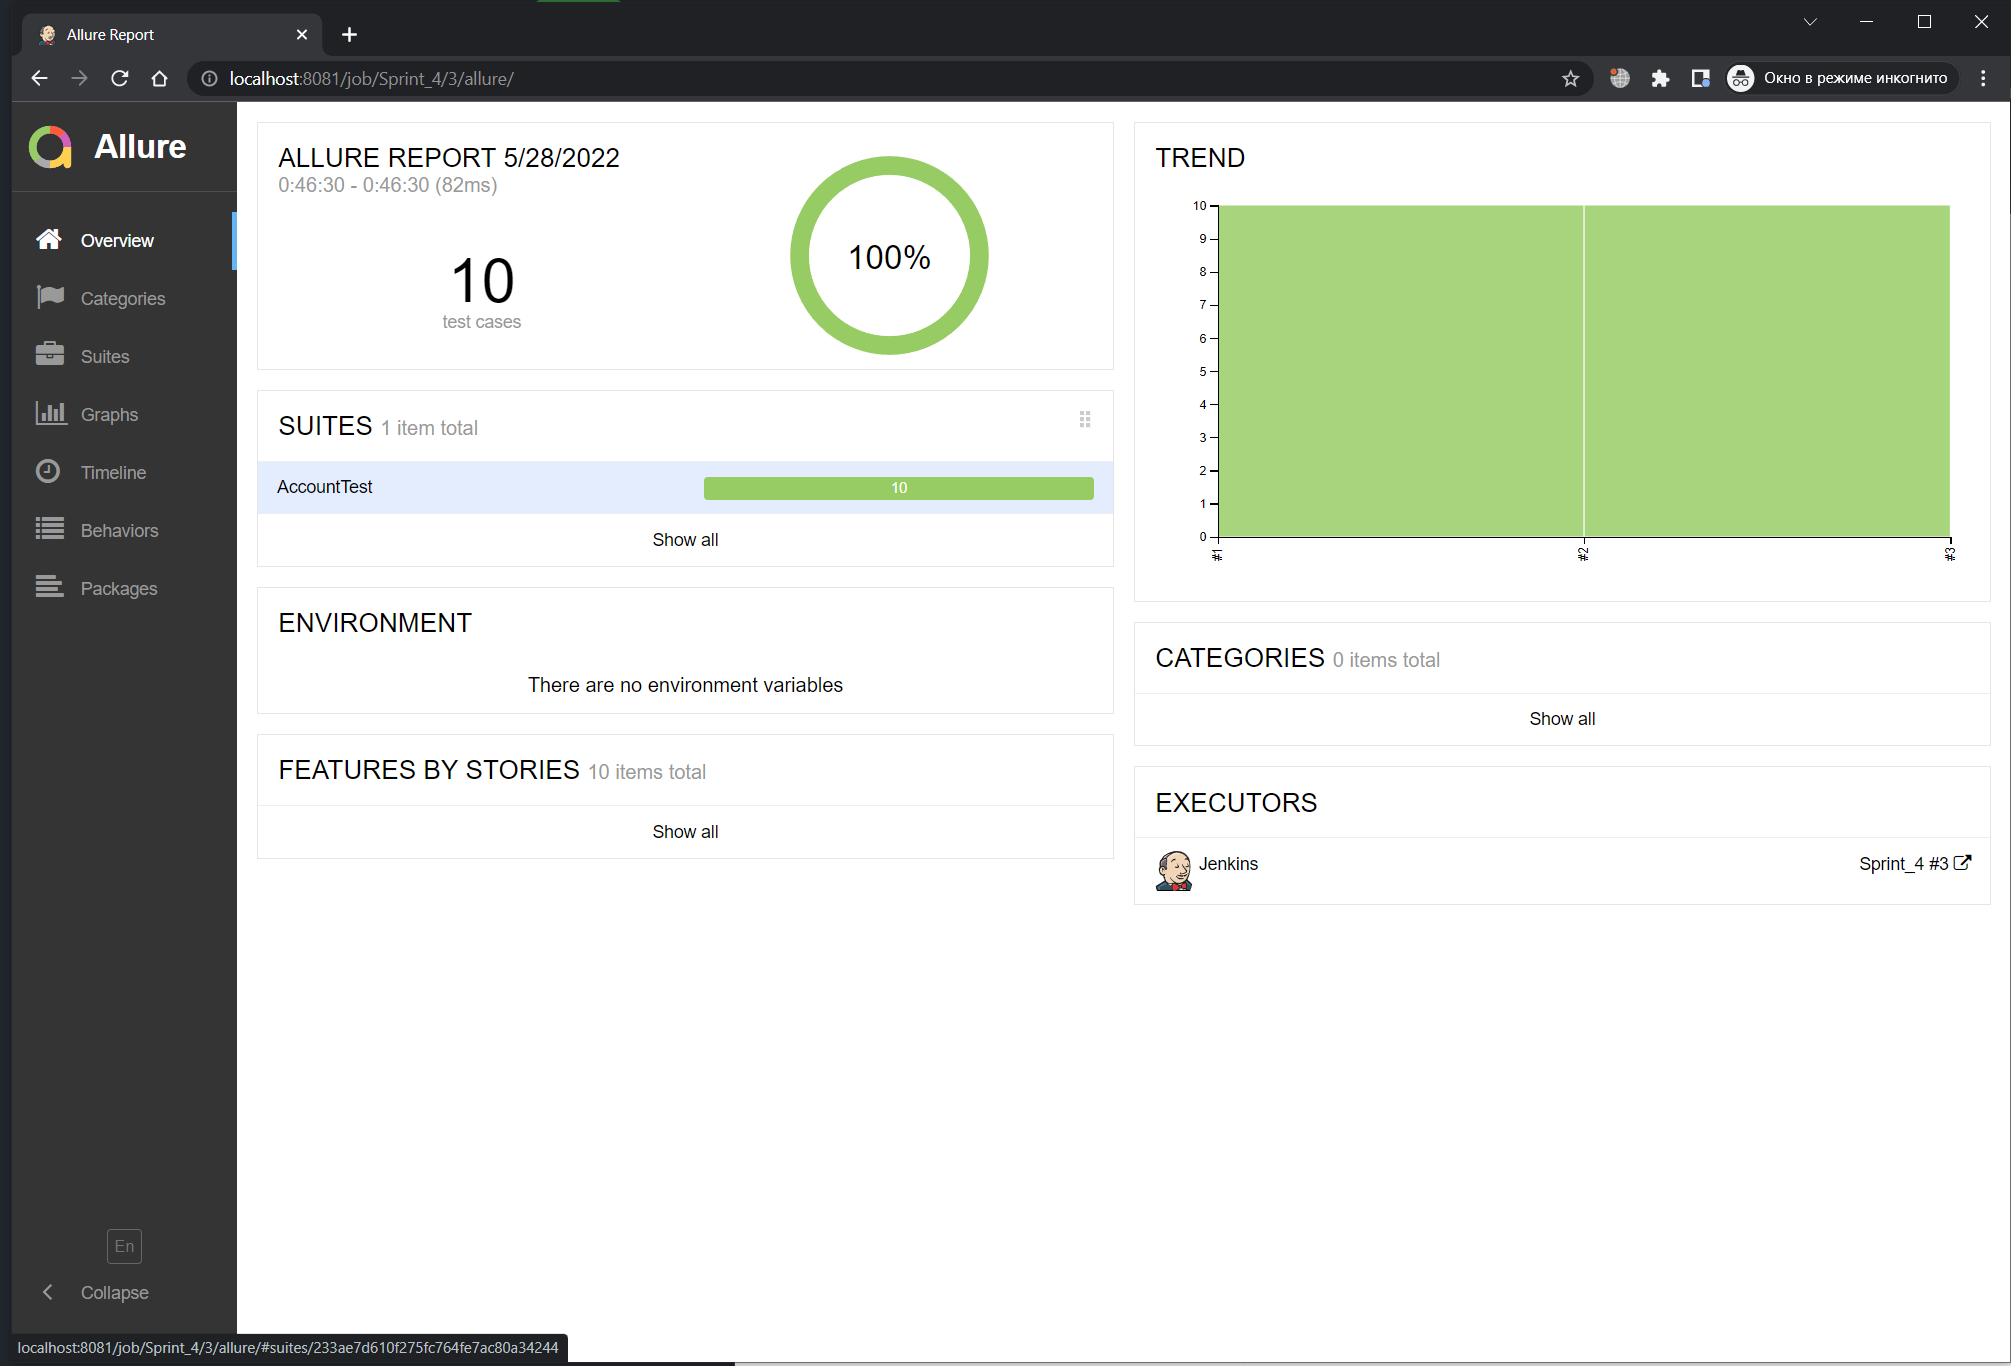 Allure Report
localhost:8081/job/Sprint_4/3/allure/
Окно в режиме инкогнито
Allure
Overview
Categories
Suites
Graphs
Timeline
Behaviors
Packages
En
Collapse
ALLURE REPORT 5/28/2022
0:46:30 - 0:46:30 (82ms)
10
test cases
100%
SUITES 1 item total
AccountTest 10
Show all
ENVIRONMENT
There are no environment variables
FEATURES BY STORIES 10 items total
Show all
TREND
10
9
8
7
6
5
4
3
2
1
0
#1 #2 #3
CATEGORIES 0 items total
Show all
EXECUTORS
Jenkins Sprint_4 #3
localhost:8081/job/Sprint_4/3/allure/#suites/233ae7d610f275fc764fe7ac80a34244